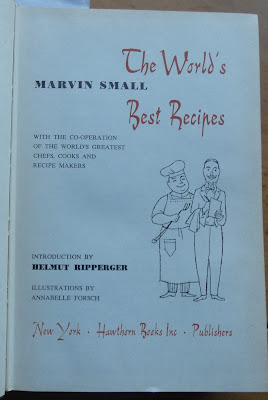 The World's
MARVIN SMALL
Best Recipes
WITH THE CO-OPERATION
OF THE WORLD'S GREATEST
CHEFS, COOKS AND
RECIPE MAKERS
INTRODUCTION BY
HELMUT RIPPERGER
ILLUSTRATIONS BY
ANNABELLE FORSCH
New York · Hawthorn Books Inc · Publishers